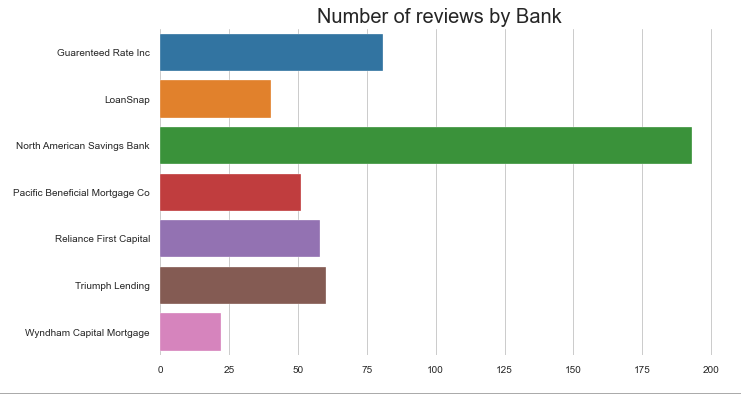 Number of reviews by Bank
Guarenteed Rate Inc
LoanSnap
North American Savings Bank
Pacific Beneficial Mortgage Co
Reliance First Capital
Triumph Lending
Wyndham Capital Mortgage
0 25 50 75 100 125 150 175 200